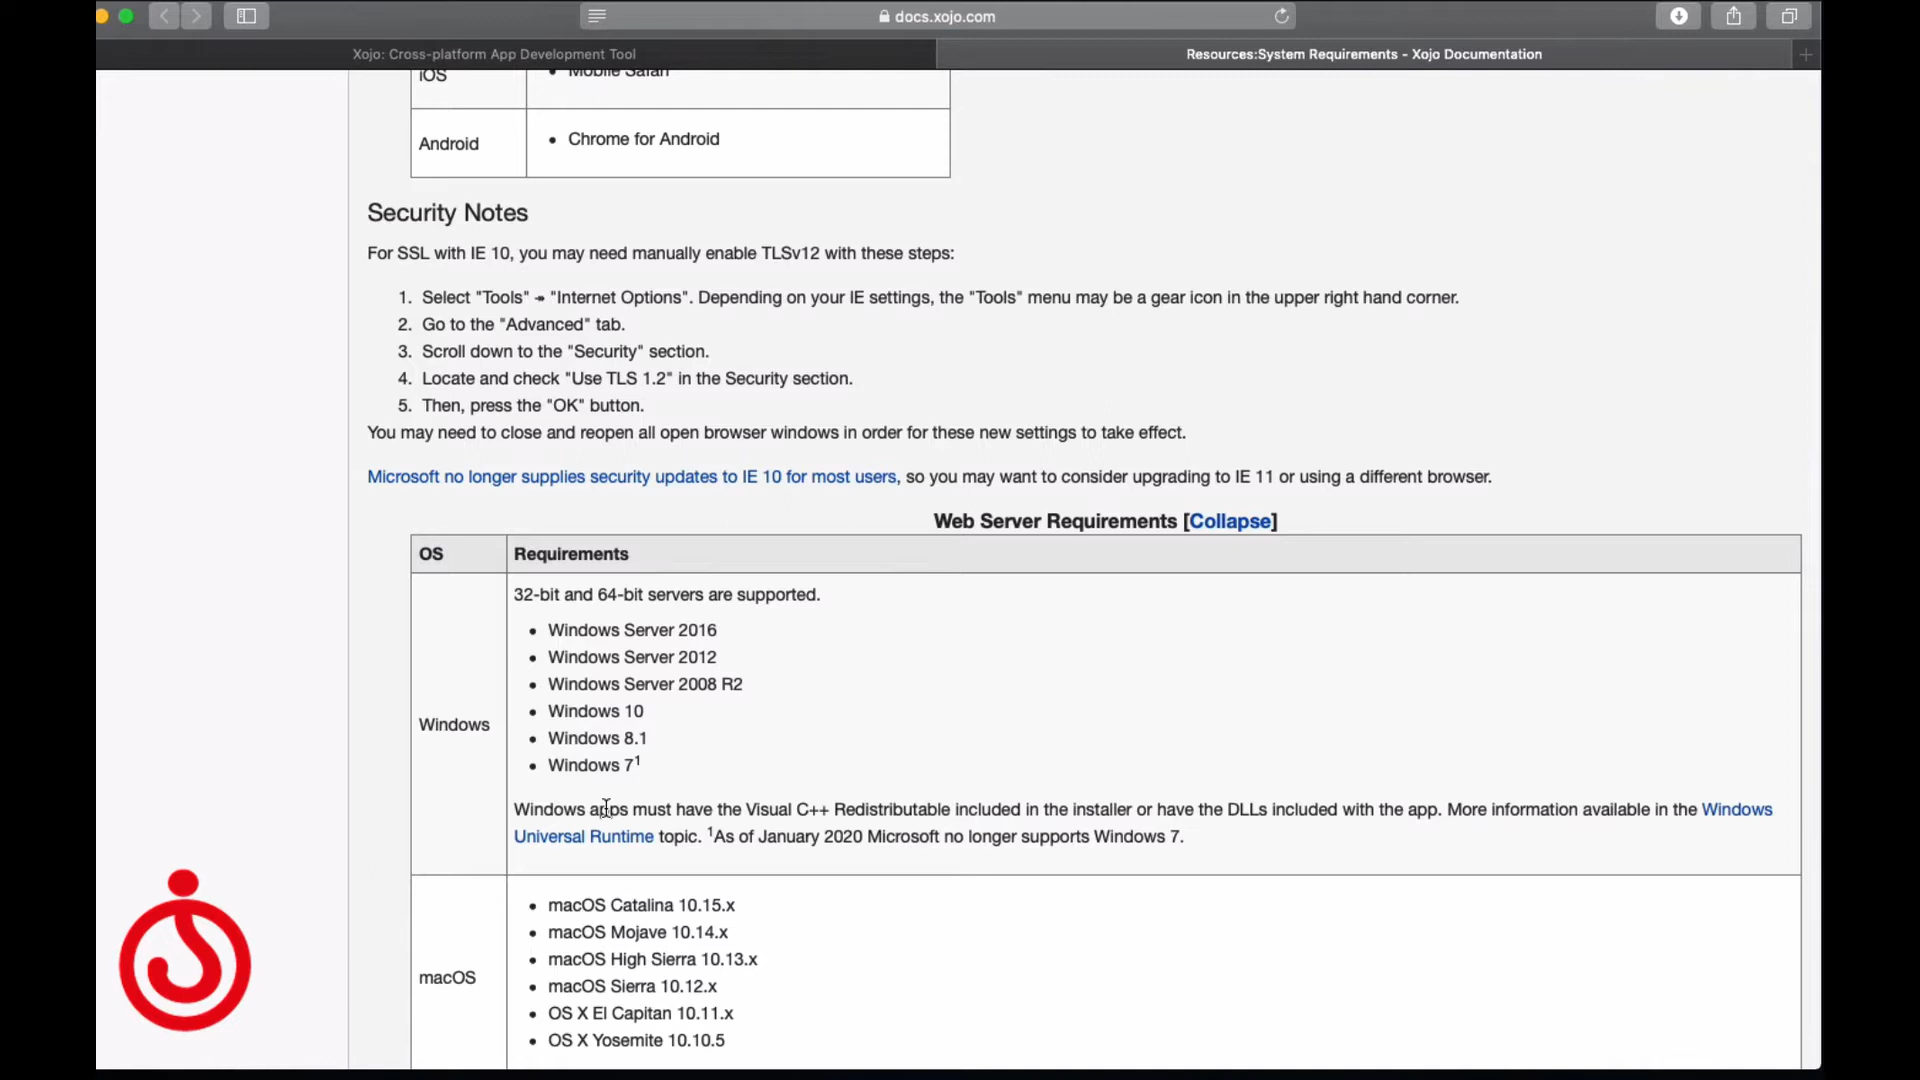 docs.xojo.com
Xojo: Cross-platform App Development Tool
Resources:System Requirements - Xojo Documentation
iOS
• Mobile Safari
Android
• Chrome for Android
Security Notes
For SSL with IE 10, you may need manually enable TLSv12 with these steps:
1. Select "Tools" ↠ "Internet Options". Depending on your IE settings, the "Tools" menu may be a gear icon in the upper right hand corner.
2. Go to the "Advanced" tab.
3. Scroll down to the "Security" section.
4. Locate and check "Use TLS 1.2" in the Security section.
5. Then, press the "OK" button.
You may need to close and reopen all open browser windows in order for these new settings to take effect.
Microsoft no longer supplies security updates to IE 10 for most users, so you may want to consider upgrading to IE 11 or using a different browser.
Web Server Requirements [Collapse]
OS
Requirements
Windows
32-bit and 64-bit servers are supported.
• Windows Server 2016
• Windows Server 2012
• Windows Server 2008 R2
• Windows 10
• Windows 8.1
• Windows 7¹
Windows apps must have the Visual C++ Redistributable included in the installer or have the DLLs included with the app. More information available in the Windows
Universal Runtime topic. ¹As of January 2020 Microsoft no longer supports Windows 7.
macOS
• macOS Catalina 10.15.x
• macOS Mojave 10.14.x
• macOS High Sierra 10.13.x
• macOS Sierra 10.12.x
• OS X El Capitan 10.11.x
• OS X Yosemite 10.10.5